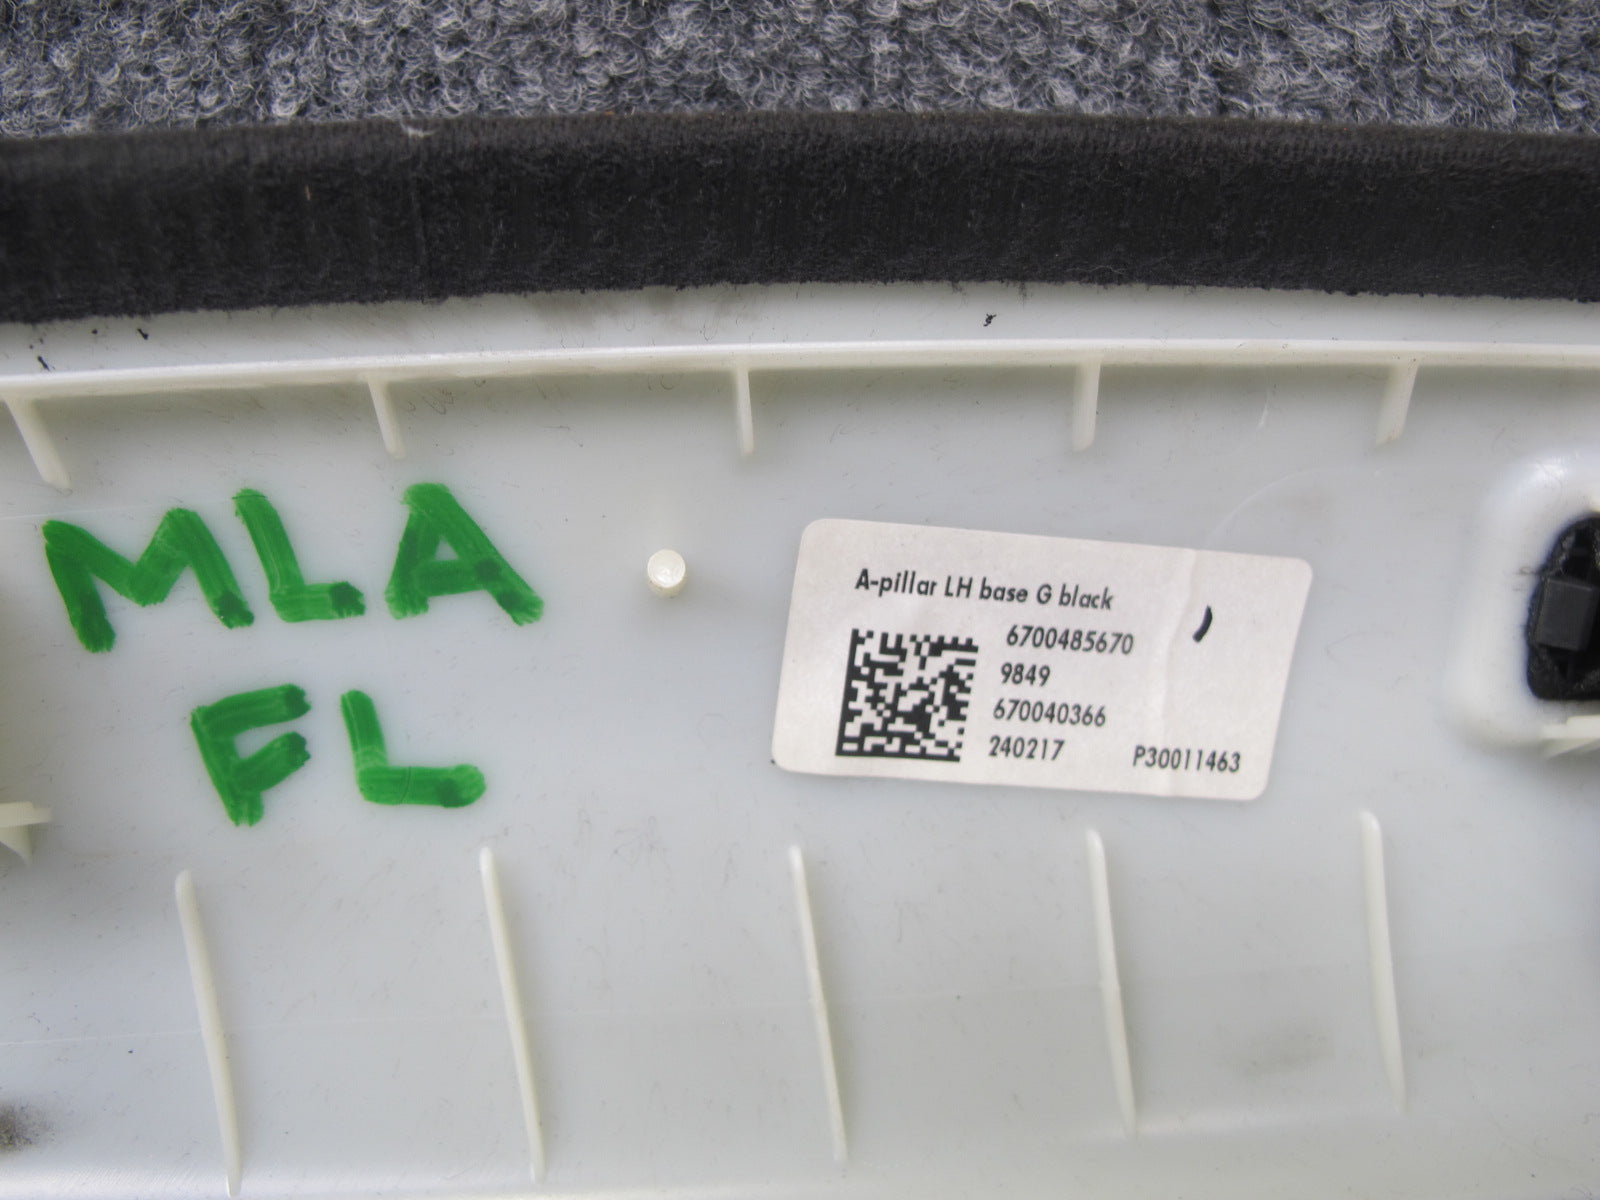 MLA
FL
A-pillar LH base G black
6700485670
9849
670040366
240217
P30011463